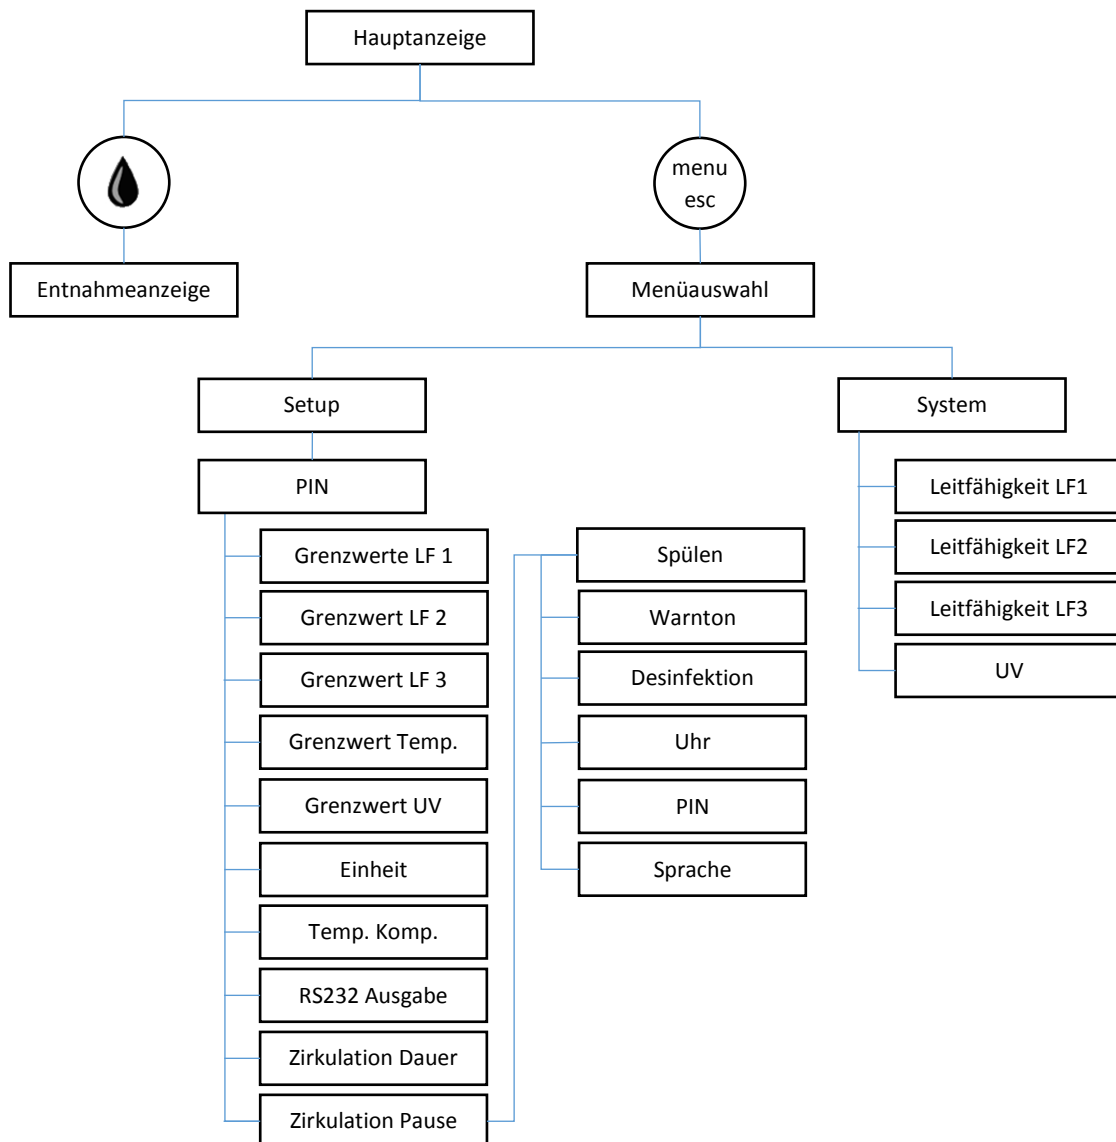 Hauptanzeige
menu
esc
Entnahmeanzeige
Menüauswahl
Setup
System
PIN
Grenzwerte LF 1
Grenzwert LF 2
Grenzwert LF 3
Grenzwert Temp.
Grenzwert UV
Einheit
Temp. Komp.
RS232 Ausgabe
Zirkulation Dauer
Zirkulation Pause
Spülen
Warnton
Desinfektion
Uhr
PIN
Sprache
Leitfähigkeit LF1
Leitfähigkeit LF2
Leitfähigkeit LF3
UV